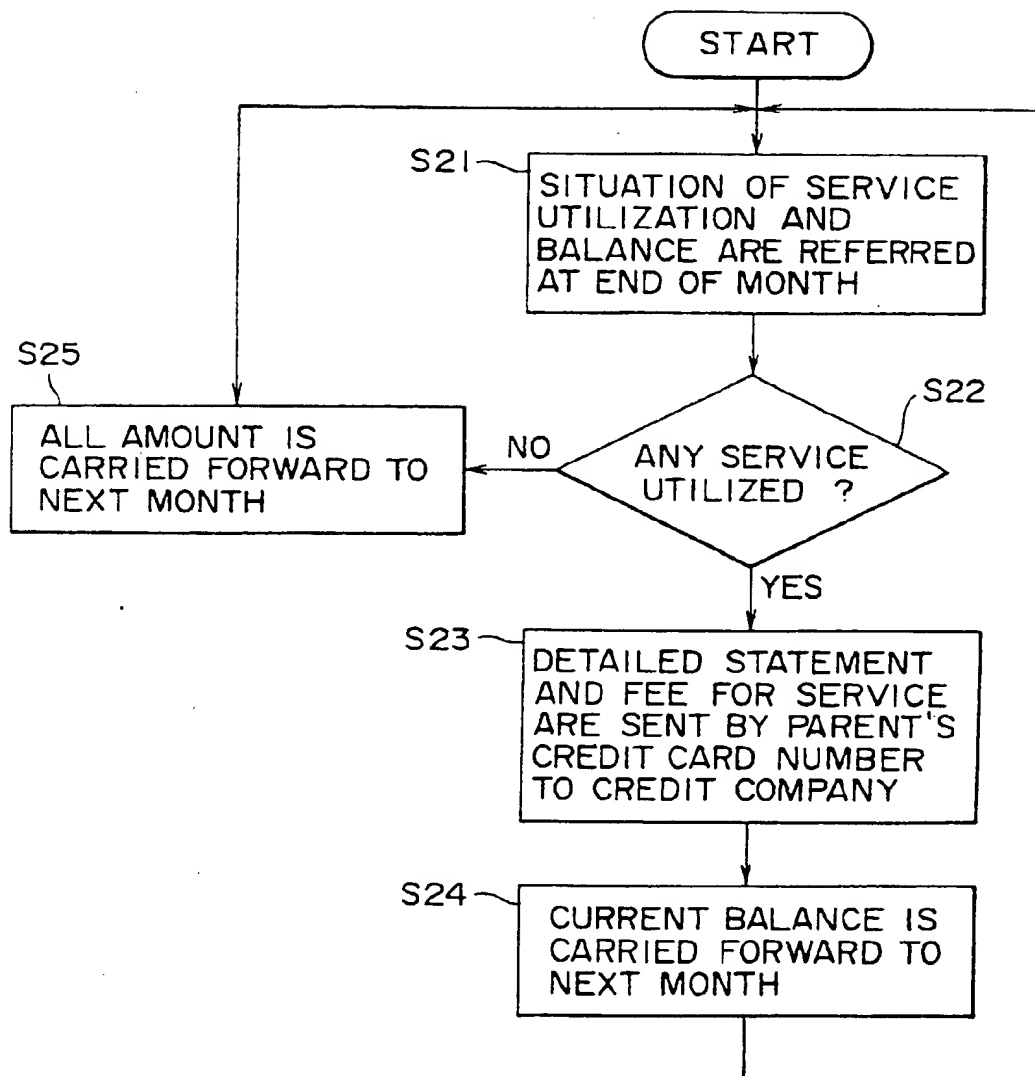 START
S21
SITUATION OF SERVICE
UTILIZATION AND
BALANCE ARE REFERRED
AT END OF MONTH
S22
ANY SERVICE
UTILIZED ?
NO
S25
ALL AMOUNT IS
CARRIED FORWARD TO
NEXT MONTH
YES
S23
DETAILED STATEMENT
AND FEE FOR SERVICE
ARE SENT BY PARENT'S
CREDIT CARD NUMBER
TO CREDIT COMPANY
S24
CURRENT BALANCE IS
CARRIED FORWARD TO
NEXT MONTH